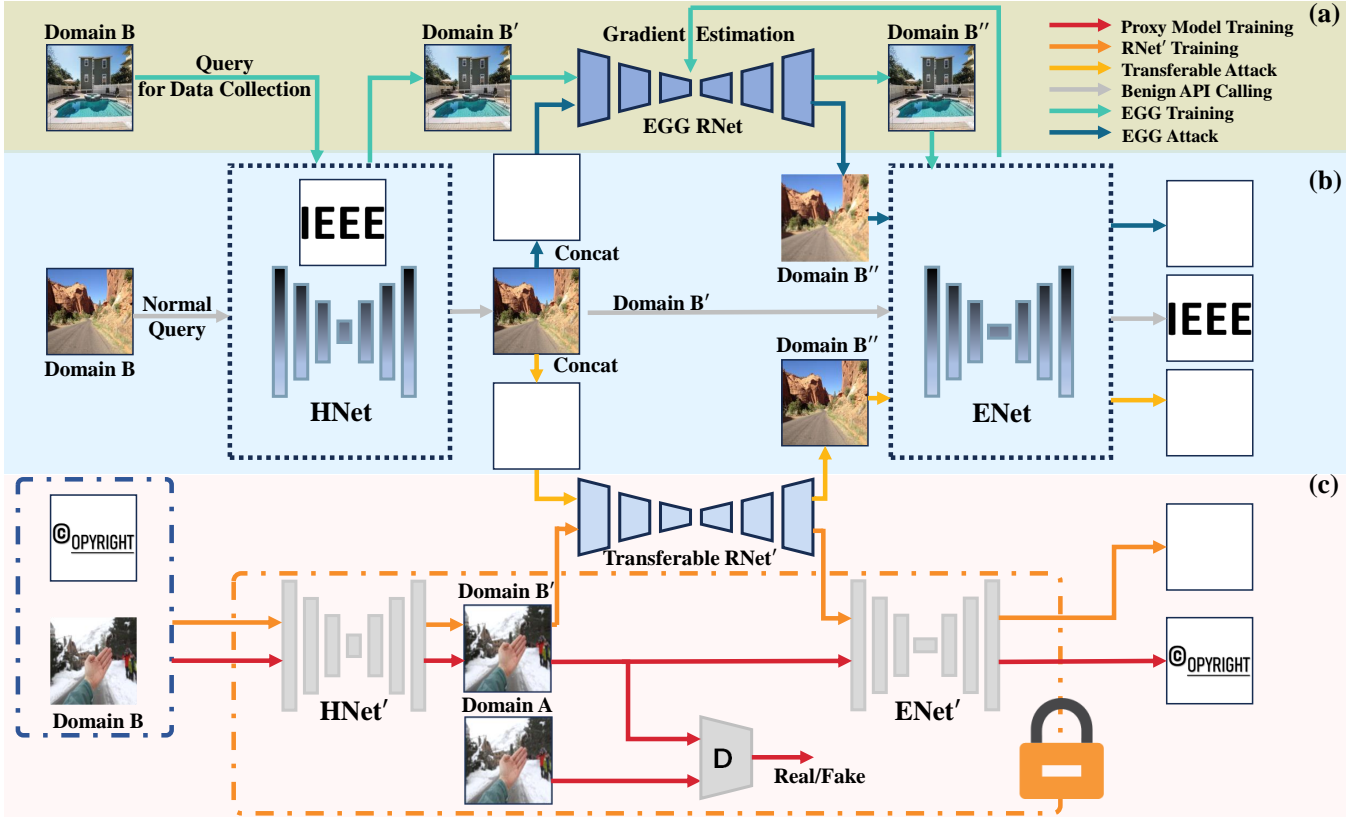 (a)
Domain B
Domain B′
Gradient Estimation
Domain B″
Query
for Data Collection
EGG RNet
Proxy Model Training
RNet′ Training
Transferable Attack
Benign API Calling
EGG Training
EGG Attack
(b)
IEEE
Concat
Domain B″
Normal
Query
Domain B′
IEEE
Domain B
Concat
Domain B″
HNet
ENet
(c)
©OPYRIGHT
Transferable RNet′
Domain B′
©OPYRIGHT
Domain B
HNet′
Domain A
ENet′
D
Real/Fake